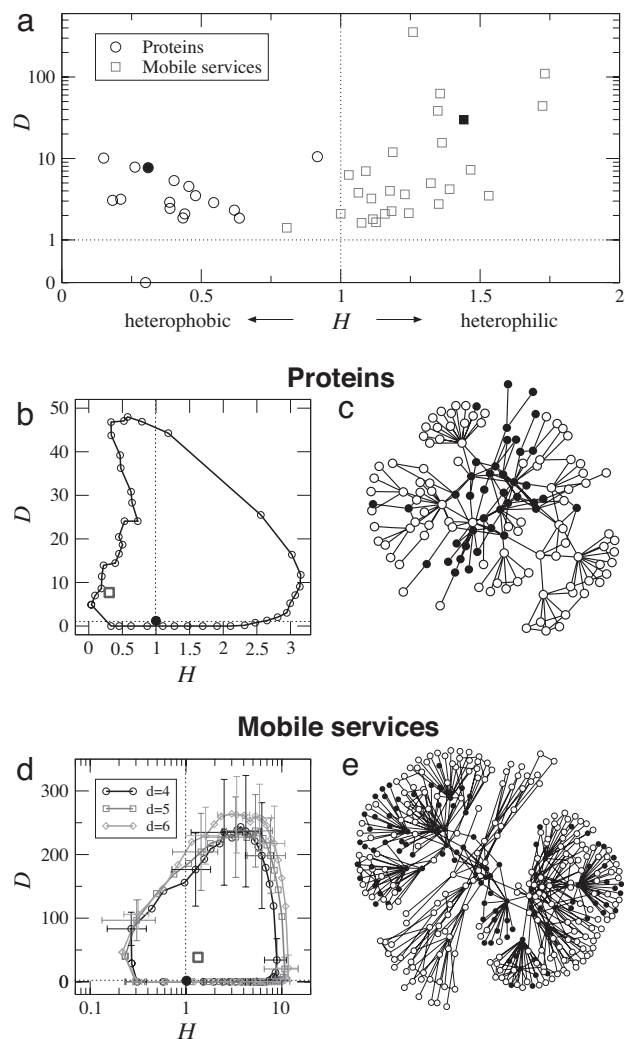 a
Proteins
Mobile services
D
100
10
1
0
0 0.5 1 1.5 2
heterophobic H heterophilic
Proteins
b
c
D
50
40
30
20
10
0
0 0.5 1 1.5 2 2.5 3
H
Mobile services
d
e
d=4
d=5
d=6
D
300
200
100
0
0.1 1 10
H